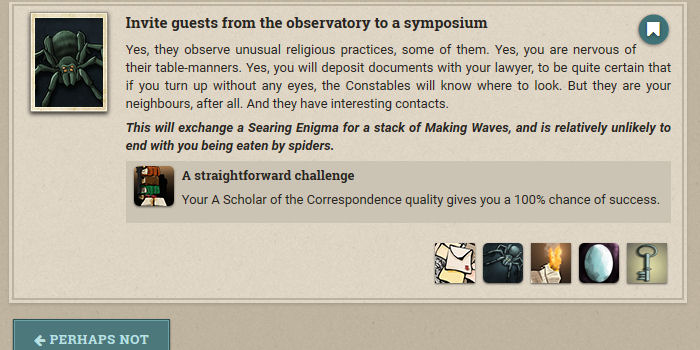 Invite guests from the observatory to a symposium
Yes, they observe unusual religious practices, some of them. Yes, you are nervous of
their table-manners. Yes, you will deposit documents with your lawyer, to be quite certain that
if you turn up without any eyes, the Constables will know where to look. But they are your
neighbours, after all. And they have interesting contacts.
This will exchange a Searing Enigma for a stack of Making Waves, and is relatively unlikely to
end with you being eaten by spiders.
A straightforward challenge
Your A Scholar of the Correspondence quality gives you a 100% chance of success.
PERHAPS NOT